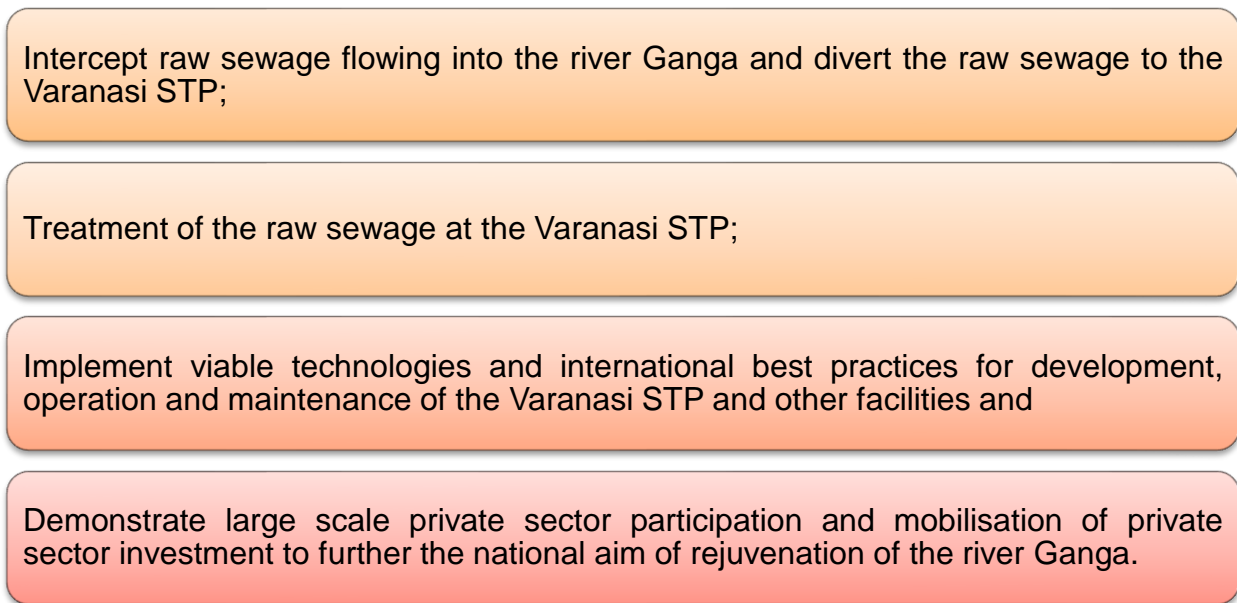 Intercept raw sewage flowing into the river Ganga and divert the raw sewage to the
Varanasi STP;
Treatment of the raw sewage at the Varanasi STP;
Implement viable technologies and international best practices for development,
operation and maintenance of the Varanasi STP and other facilities and
Demonstrate large scale private sector participation and mobilisation of private
sector investment to further the national aim of rejuvenation of the river Ganga.